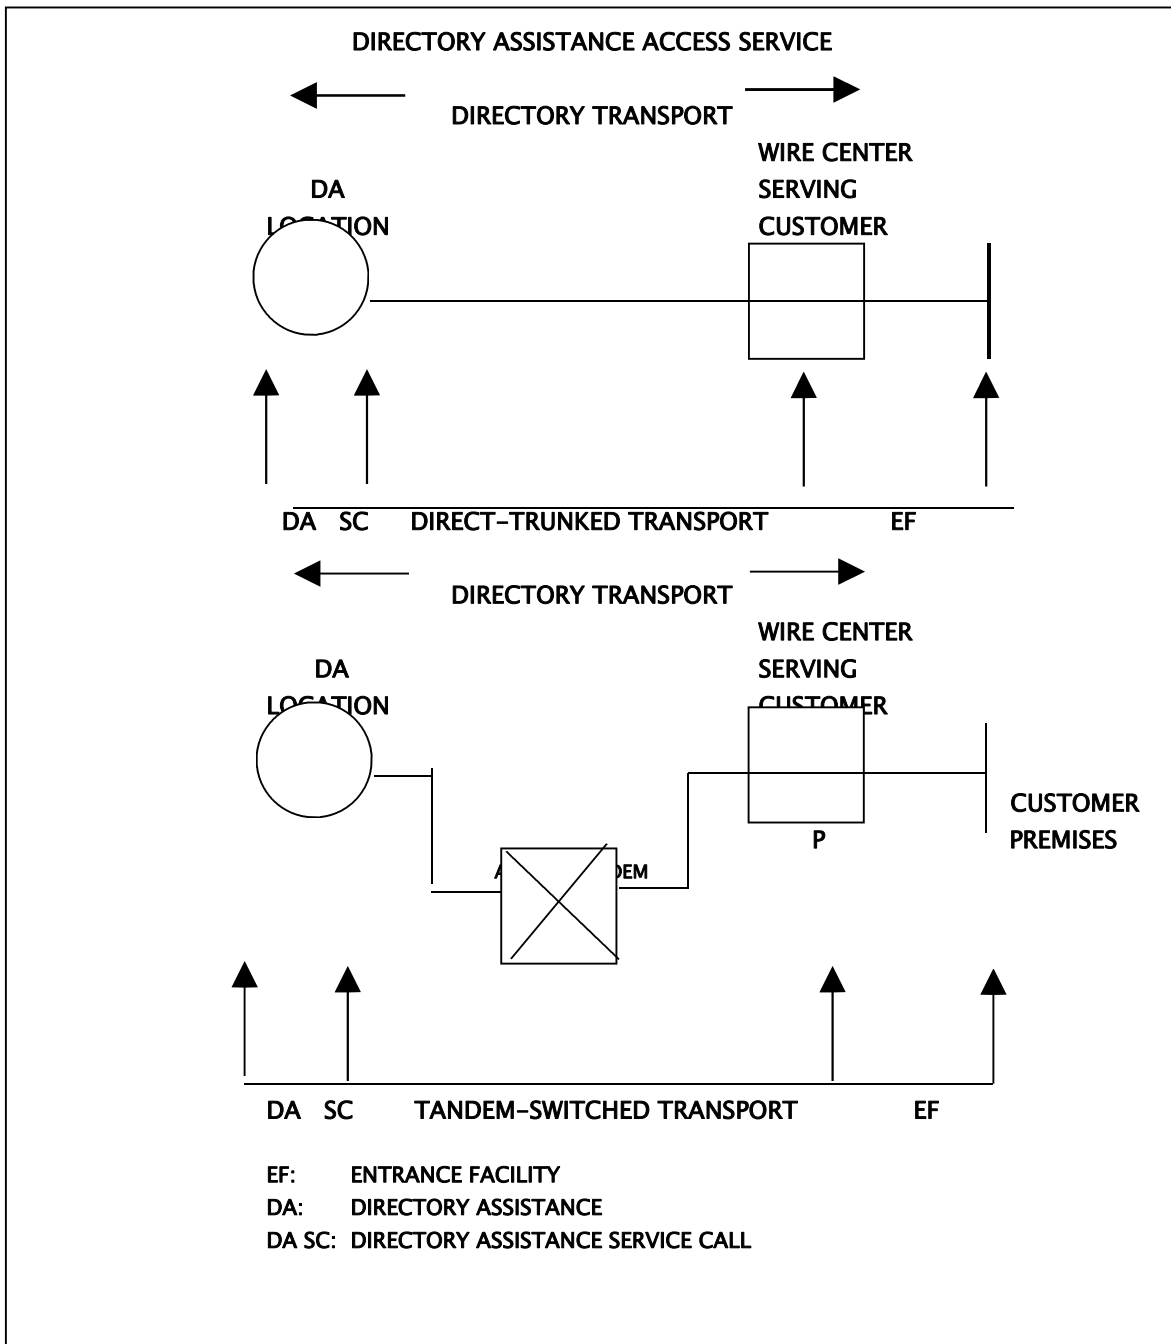 DIRECTORY ASSISTANCE ACCESS SERVICE
DIRECTORY TRANSPORT
WIRE CENTER
SERVING
CUSTOMER
DA
LOCATION
DA SC DIRECT-TRUNKED TRANSPORT EF
DIRECTORY TRANSPORT
WIRE CENTER
SERVING
CUSTOMER
DA
LOCATION
CUSTOMER
PREMISES
P
DA SC TANDEM-SWITCHED TRANSPORT EF
EF: ENTRANCE FACILITY
DA: DIRECTORY ASSISTANCE
DA SC: DIRECTORY ASSISTANCE SERVICE CALL